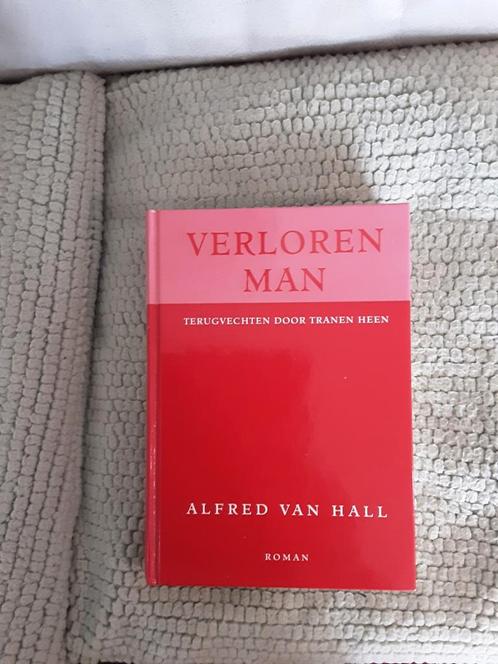 VERLOREN
MAN
TERUGVECHTEN DOOR TRANEN HEEN
ALFRED VAN HALL
ROMAN